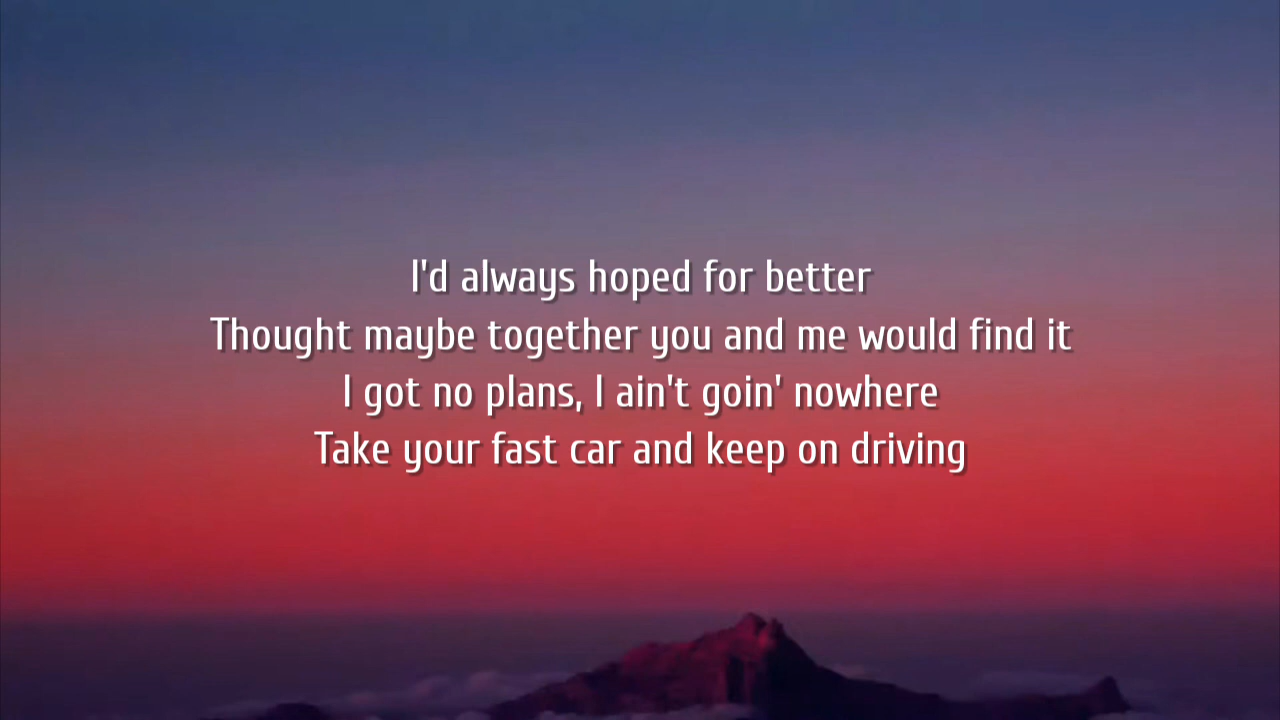 I'd always hoped for better
Thought maybe together you and me would find it
I got no plans, I ain't goin' nowhere
Take your fast car and keep on driving